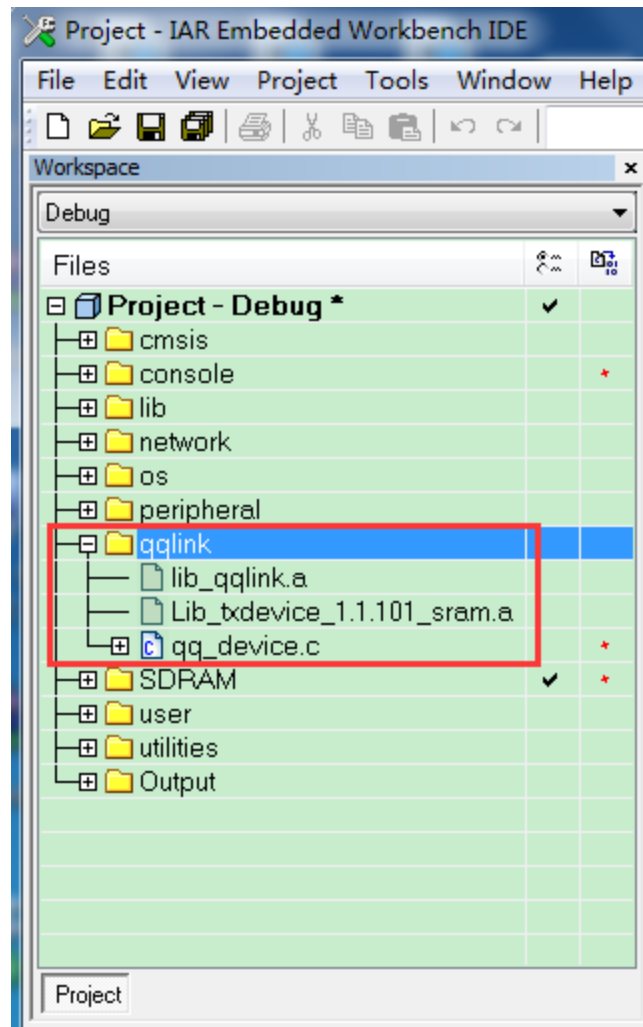 Project - IAR Embedded Workbench IDE
File Edit View Project Tools Window Help
Workspace
Debug
Files
Project - Debug *
cmsis
console
lib
network
os
peripheral
qqlink
lib_qqlink.a
Lib_txdevice_1.1.101_sram.a
qq_device.c
SDRAM
user
utilities
Output
Project